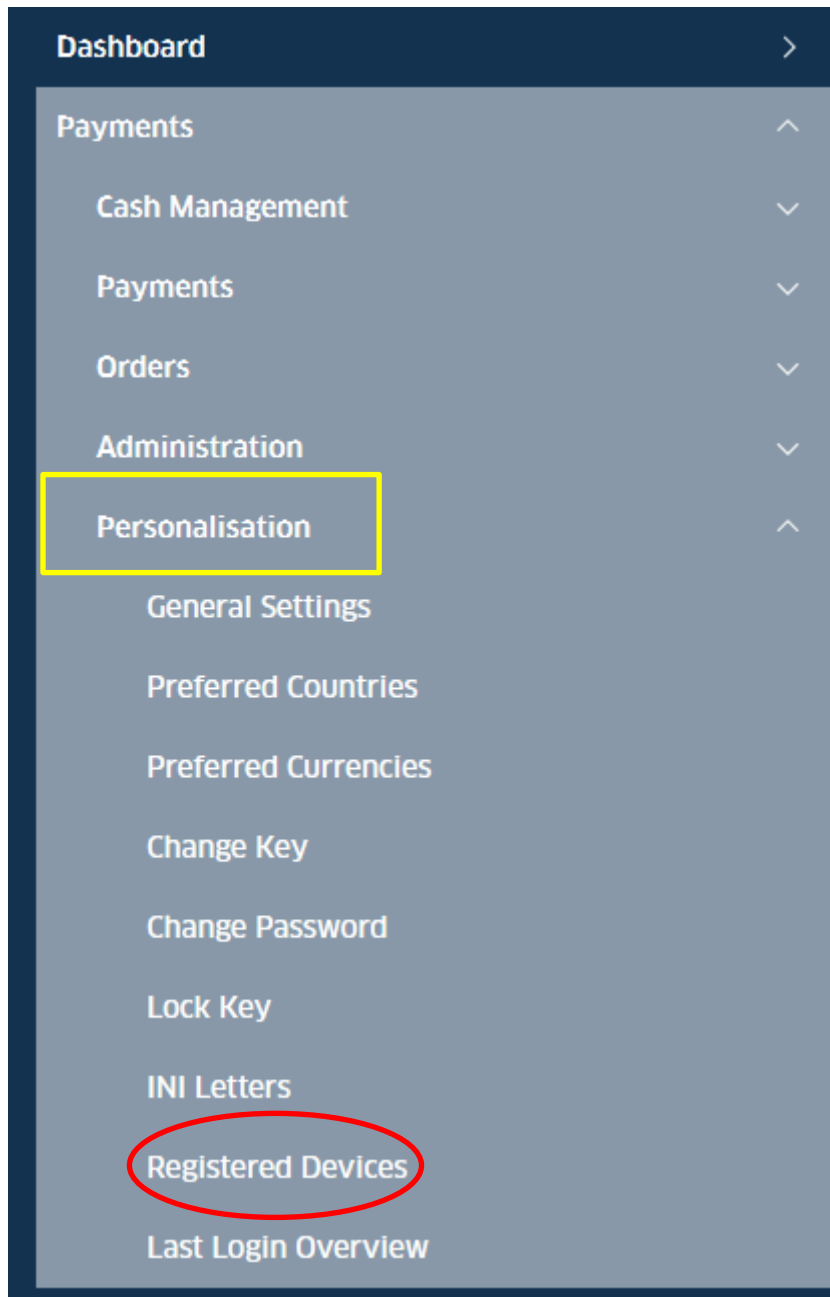 Dashboard
Payments
Cash Management
Payments
Orders
Administration
Personalisation
General Settings
Preferred Countries
Preferred Currencies
Change Key
Change Password
Lock Key
INI Letters
Registered Devices
Last Login Overview